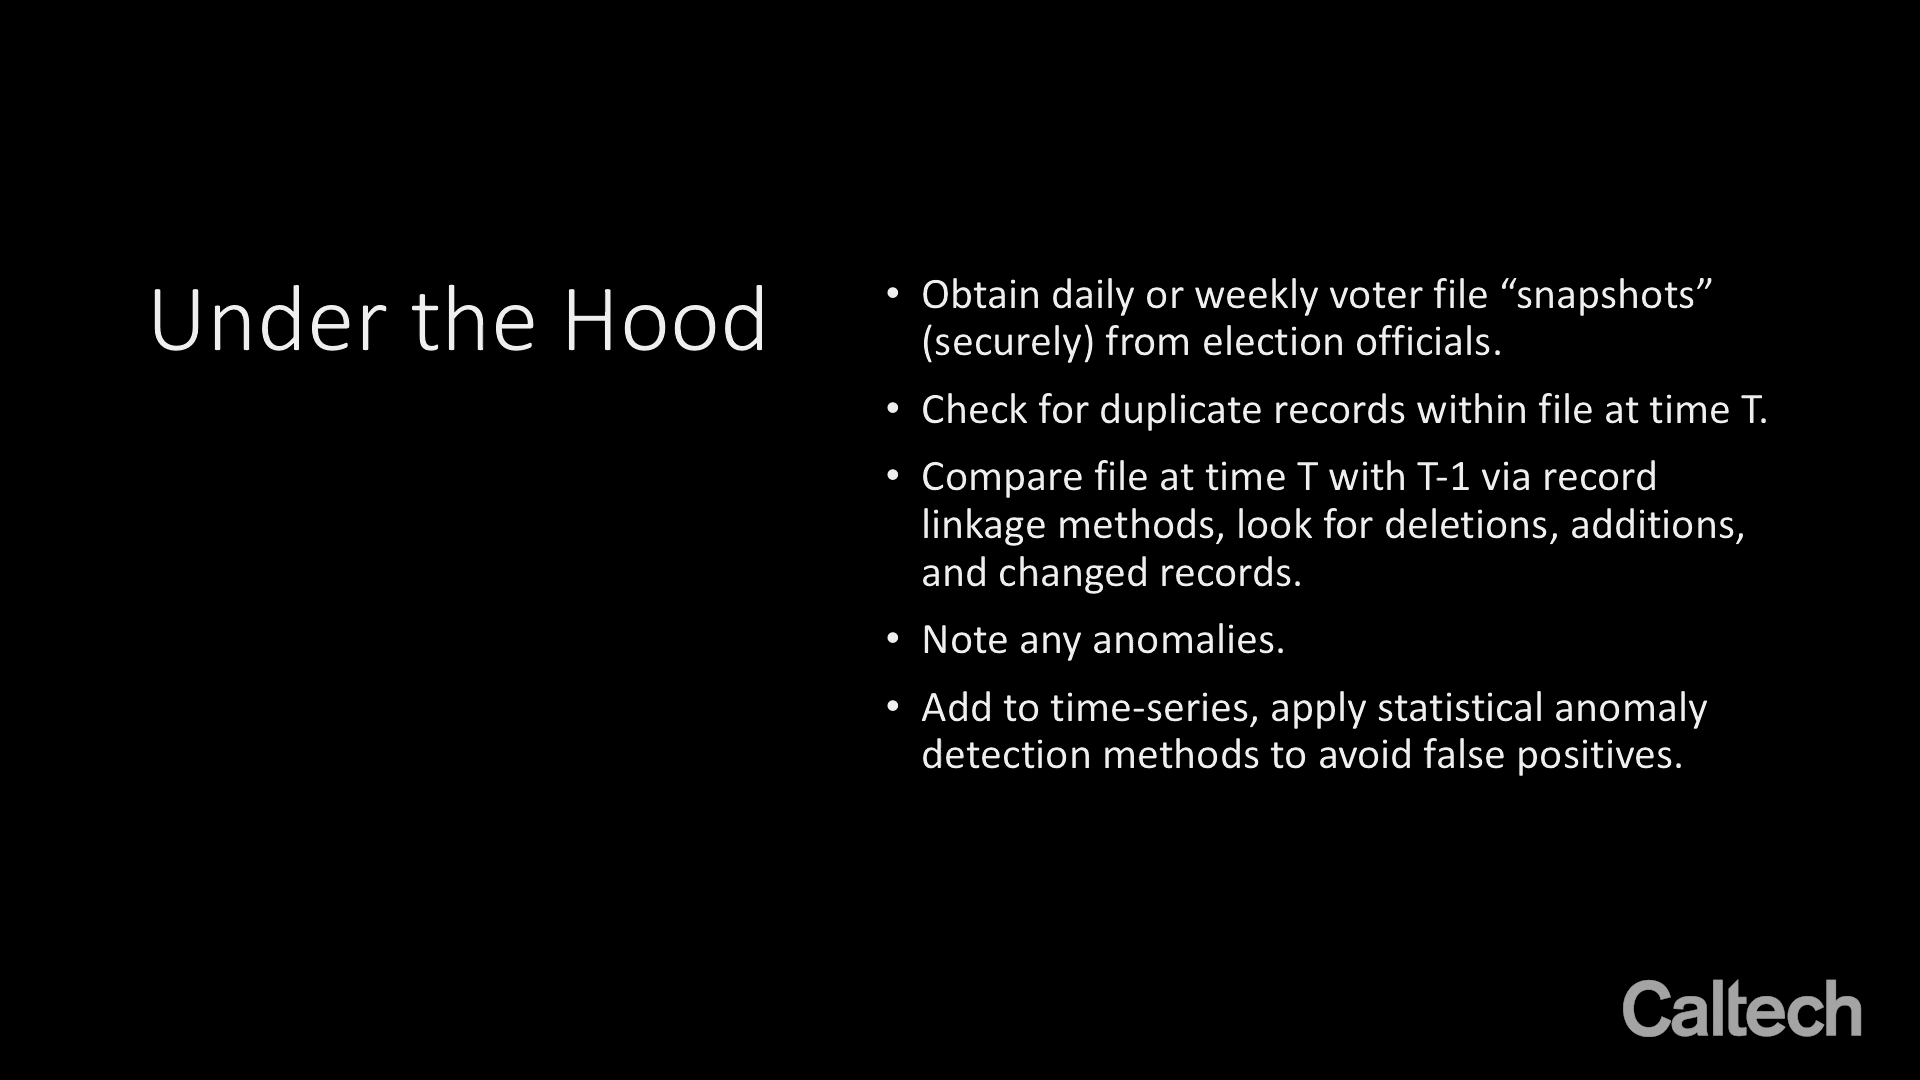 Under the Hood
• Obtain daily or weekly voter file “snapshots”
(securely) from election officials.
• Check for duplicate records within file at time T.
• Compare file at time T with T-1 via record
linkage methods, look for deletions, additions,
and changed records.
• Note any anomalies.
• Add to time-series, apply statistical anomaly
detection methods to avoid false positives.
Caltech